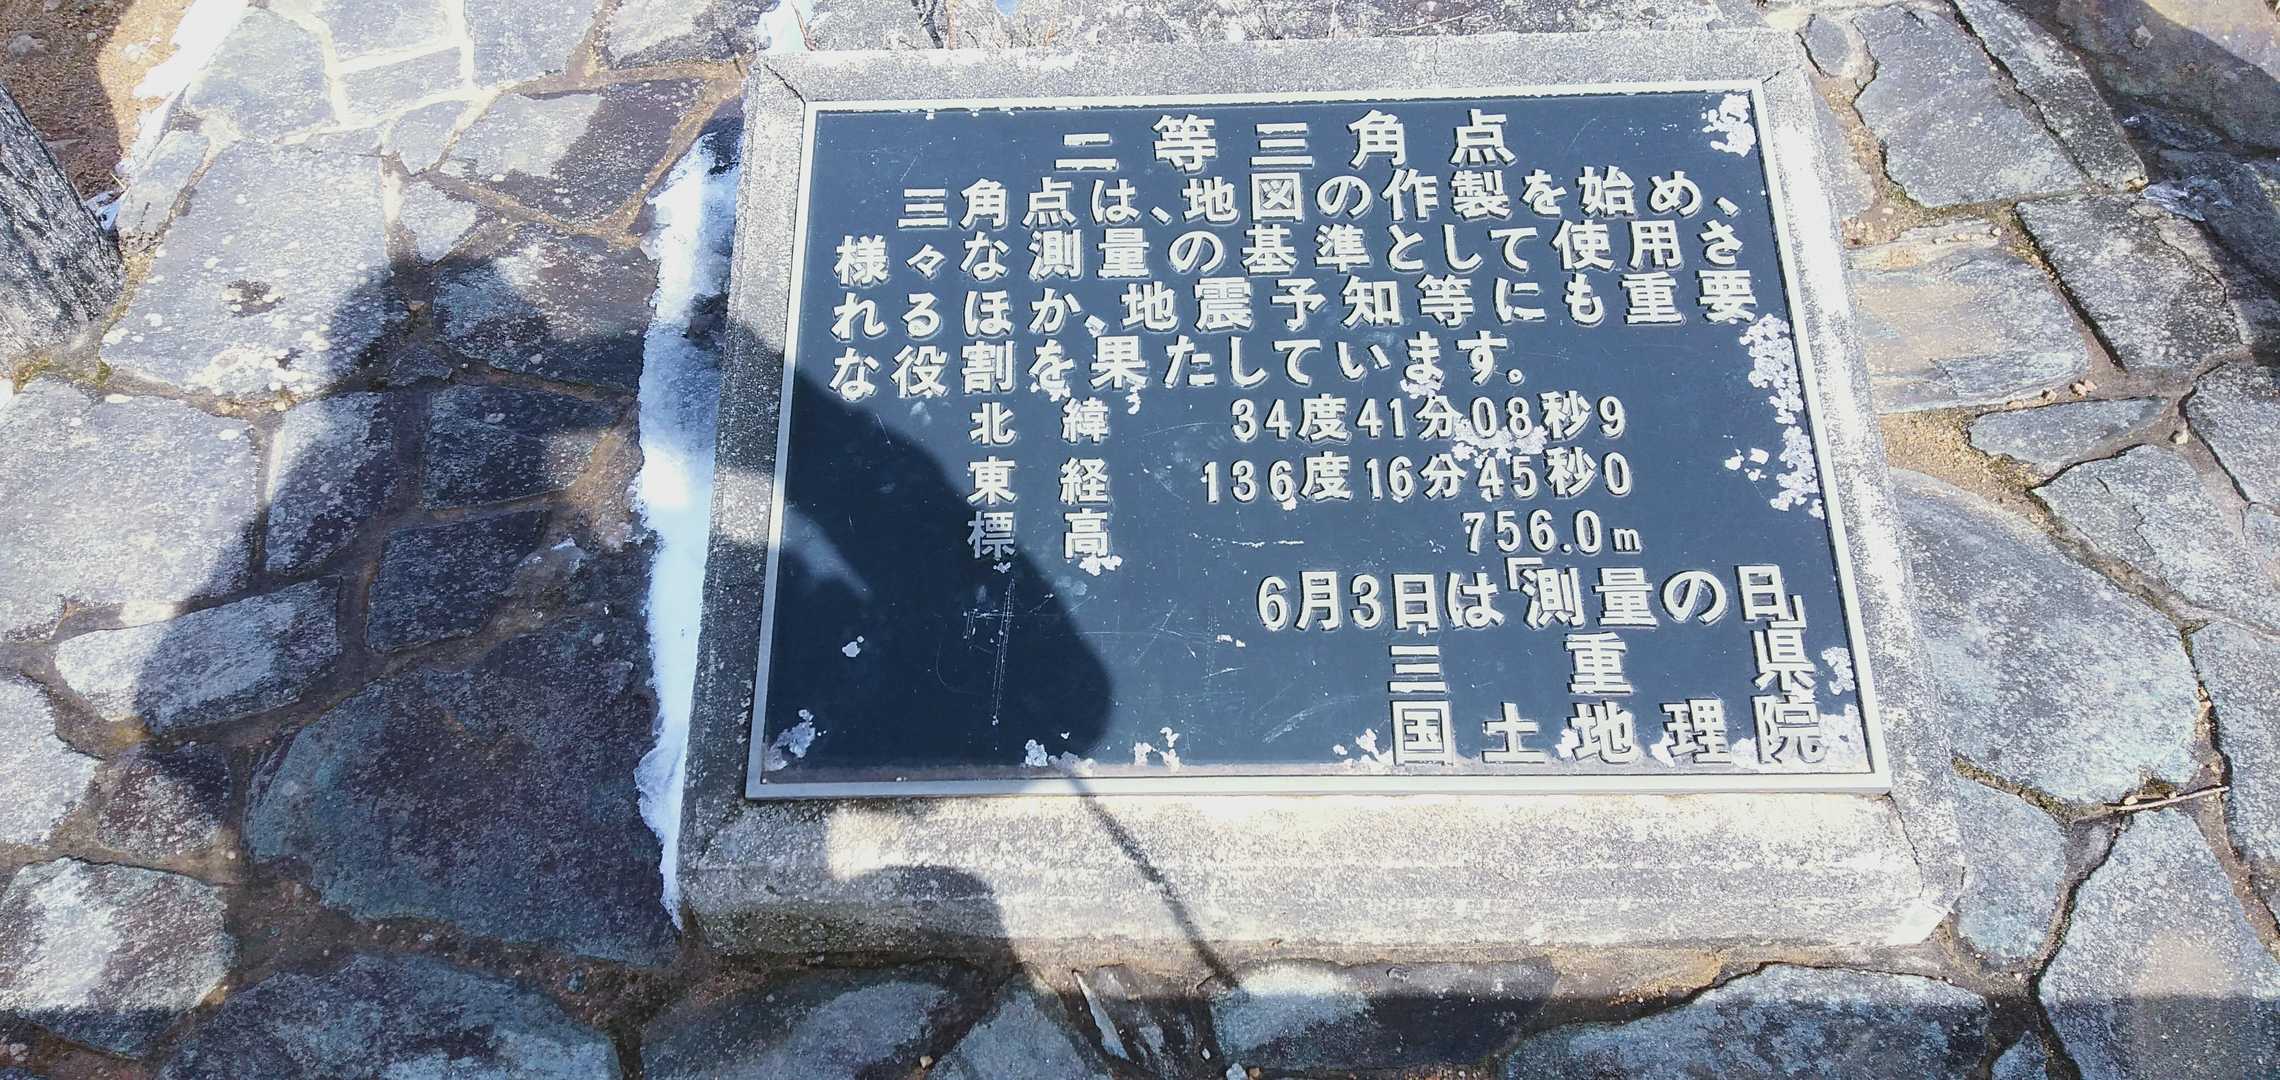 二等三角点
三角点は、地図の作製を始め、
様々な測量の基準として使用さ
れるほか、地震予知等にも重要
な役割を果たしています。
北緯 34度41分08秒9
東経 136度16分45秒0
標高 756.0m
6月3日は「測量の日」
三重県
国土地理院